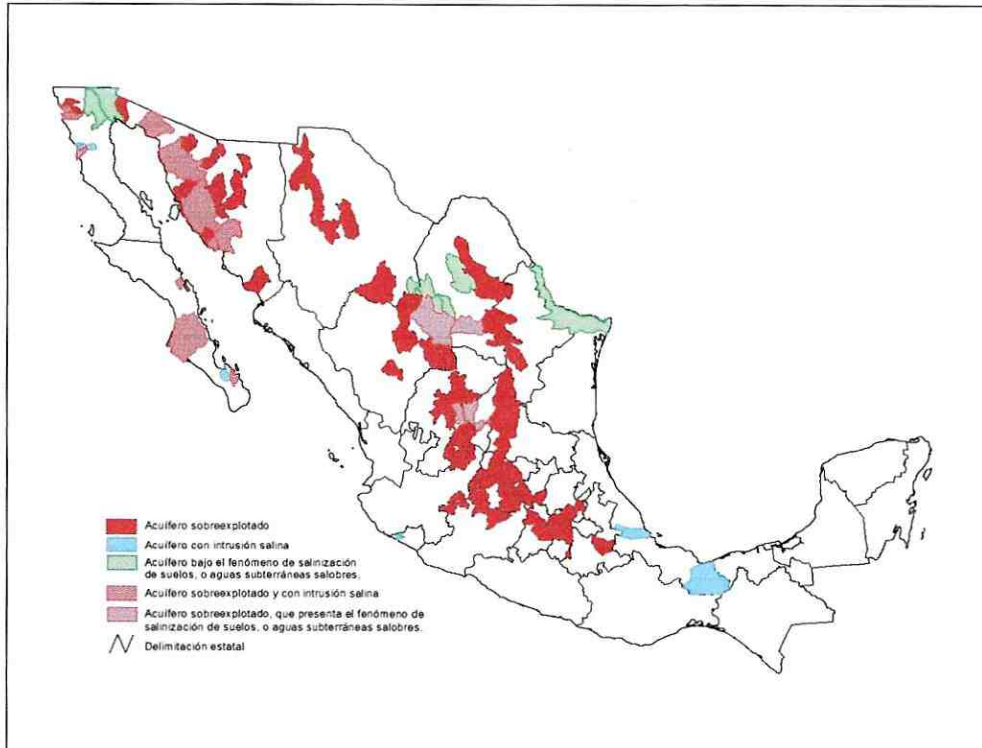 Acuífero sobreexplotado
Acuífero con intrusión salina
Acuífero bajo el fenómeno de salinización
de suelos, o aguas subterráneas salobres.
Acuífero sobreexplotado y con intrusión salina
Acuífero sobreexplotado, que presenta el fenómeno de
salinización de suelos, o aguas subterráneas salobres.
Delimitación estatal